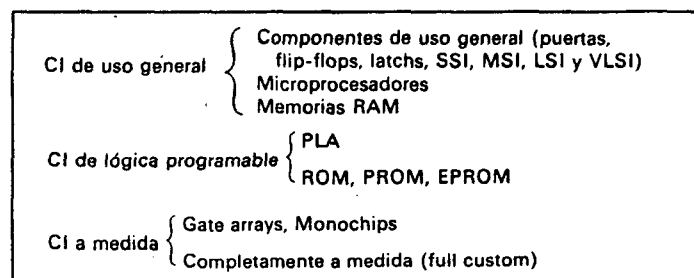 Componentes de uso general (puertas,
CI de uso general flip-flops, latchs, SSI, MSI, LSI y VLSI)
Microprocesadores
Memorias RAM
PLA
CI de lógica programable
ROM, PROM, EPROM
Gate arrays, Monochips
CI a medida
Completamente a medida (full custom)